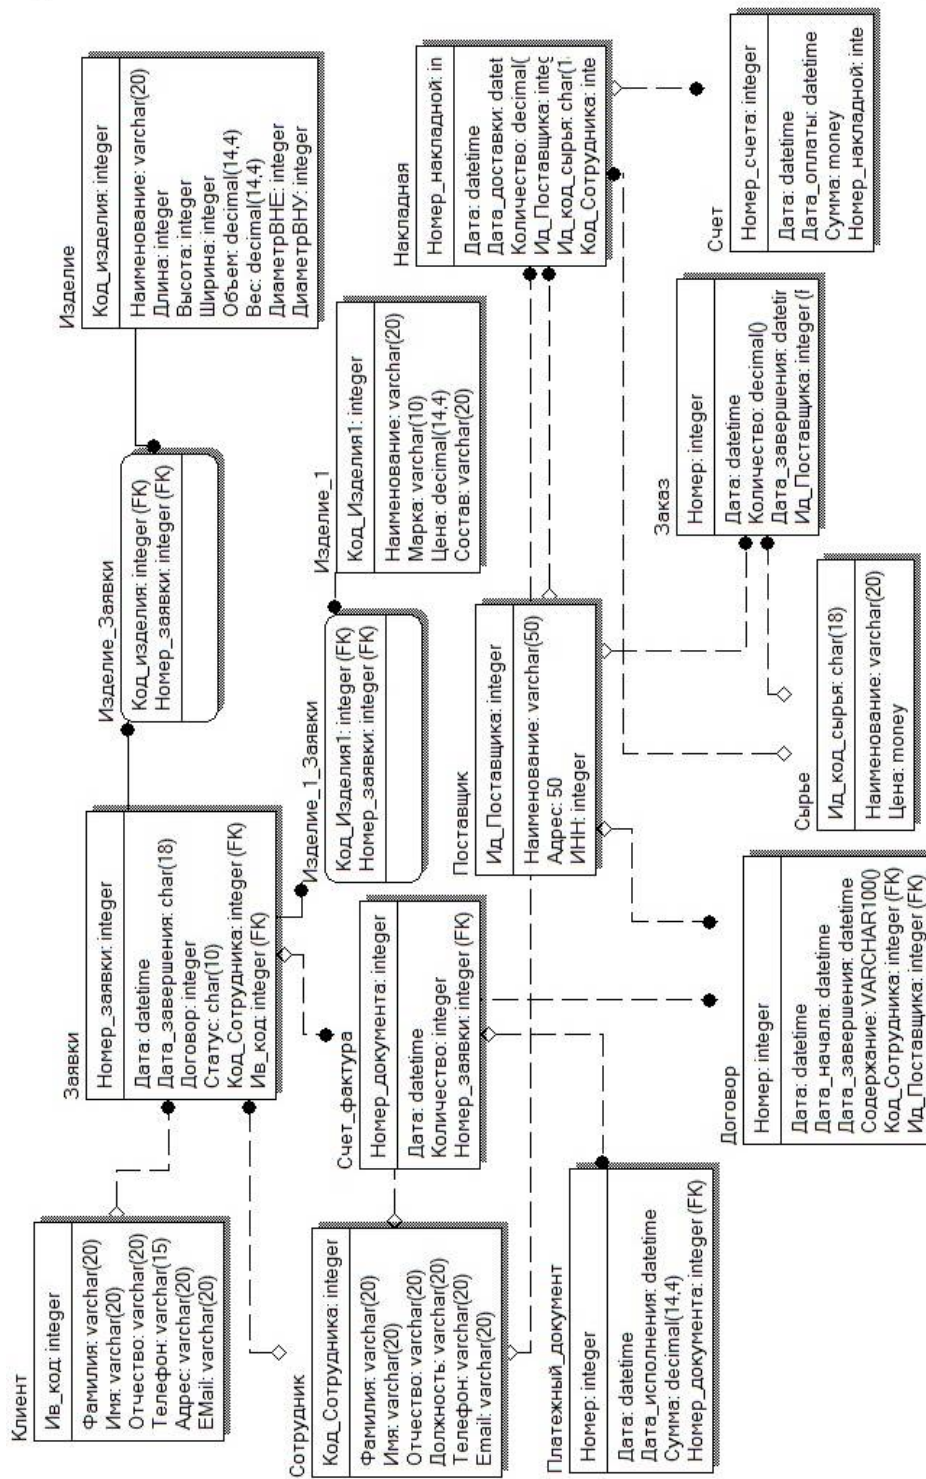 Клиент
Ив_код: integer
Фамилия: varchar(20)
Имя: varchar(20)
Отчество: varchar(20)
Телефон: varchar(15)
Адрес: varchar(20)
EMail: varchar(20)
Заявки
Номер_заявки: integer
Дата: datetime
Дата_завершения: char(18)
Договор: integer
Статус: char(10)
Код_Сотрудника: integer (FK)
Ив_код: integer (FK)
Изделие_Заявки
Код_изделия: integer (FK)
Номер_заявки: integer (FK)
Изделие
Код_изделия: integer
Наименование: varchar(20)
Длина: integer
Высота: integer
Ширина: integer
Объем: decimal(14,4)
Вес: decimal(14,4)
ДиаметрВНЕ: integer
ДиаметрВНУ: integer
Сотрудник
Код_Сотрудника: integer
Фамилия: varchar(20)
Имя: varchar(20)
Отчество: varchar(20)
Должность: varchar(20)
Телефон: varchar(20)
Email: varchar(20)
Счет_фактура
Номер_документа: integer
Дата: datetime
Количество: integer
Номер_заявки: integer (FK)
Изделие_1_Заявки
Код_Изделия1: integer (FK)
Номер_заявки: integer (FK)
Изделие_1
Код_Изделия1: integer
Наименование: varchar(20)
Марка: varchar(10)
Цена: decimal(14,4)
Состав: varchar(20)
Поставщик
Ид_Поставщика: integer
Наименование: varchar(50)
Адрес: 50
ИНН: integer
Накладная
Номер_накладной: in
Дата: datetime
Дата_доставки: datet
Количество: decimal(
Ид_Поставщика: integ
Ид_код_сырья: char(1
Код_Сотрудника: inte
Платежный_документ
Номер: integer
Дата: datetime
Дата_исполнения: datetime
Сумма: decimal(14,4)
Номер_документа: integer (FK)
Договор
Номер: integer
Дата: datetime
Дата_начала: datetime
Дата_завершения: datetime
Содержание: VARCHAR100()
Код_Сотрудника: integer (FK)
Ид_Поставщика: integer (FK)
Сырье
Ид_код_сырья: char(18)
Наименование: varchar(20)
Цена: money
Заказ
Номер: integer
Дата: datetime
Количество: decimal()
Дата_завершения: datetir
Ид_Поставщика: integer (I
Счет
Номер_счета: integer
Дата: datetime
Дата_оплаты: datetime
Сумма: money
Номер_накладной: inte